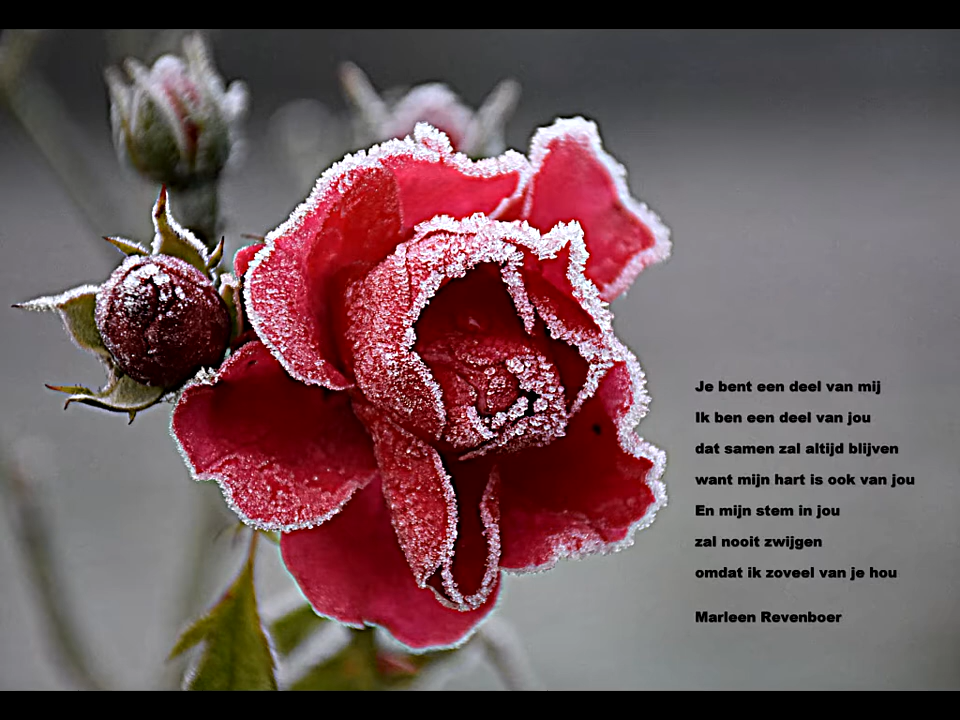 Je bent een deel van mij
Ik ben een deel van jou
dat samen zal altijd blijven
want mijn hart is ook van jou
En mijn stem in jou
zal nooit zwijgen
omdat ik zoveel van je hou
Marleen Revenboer